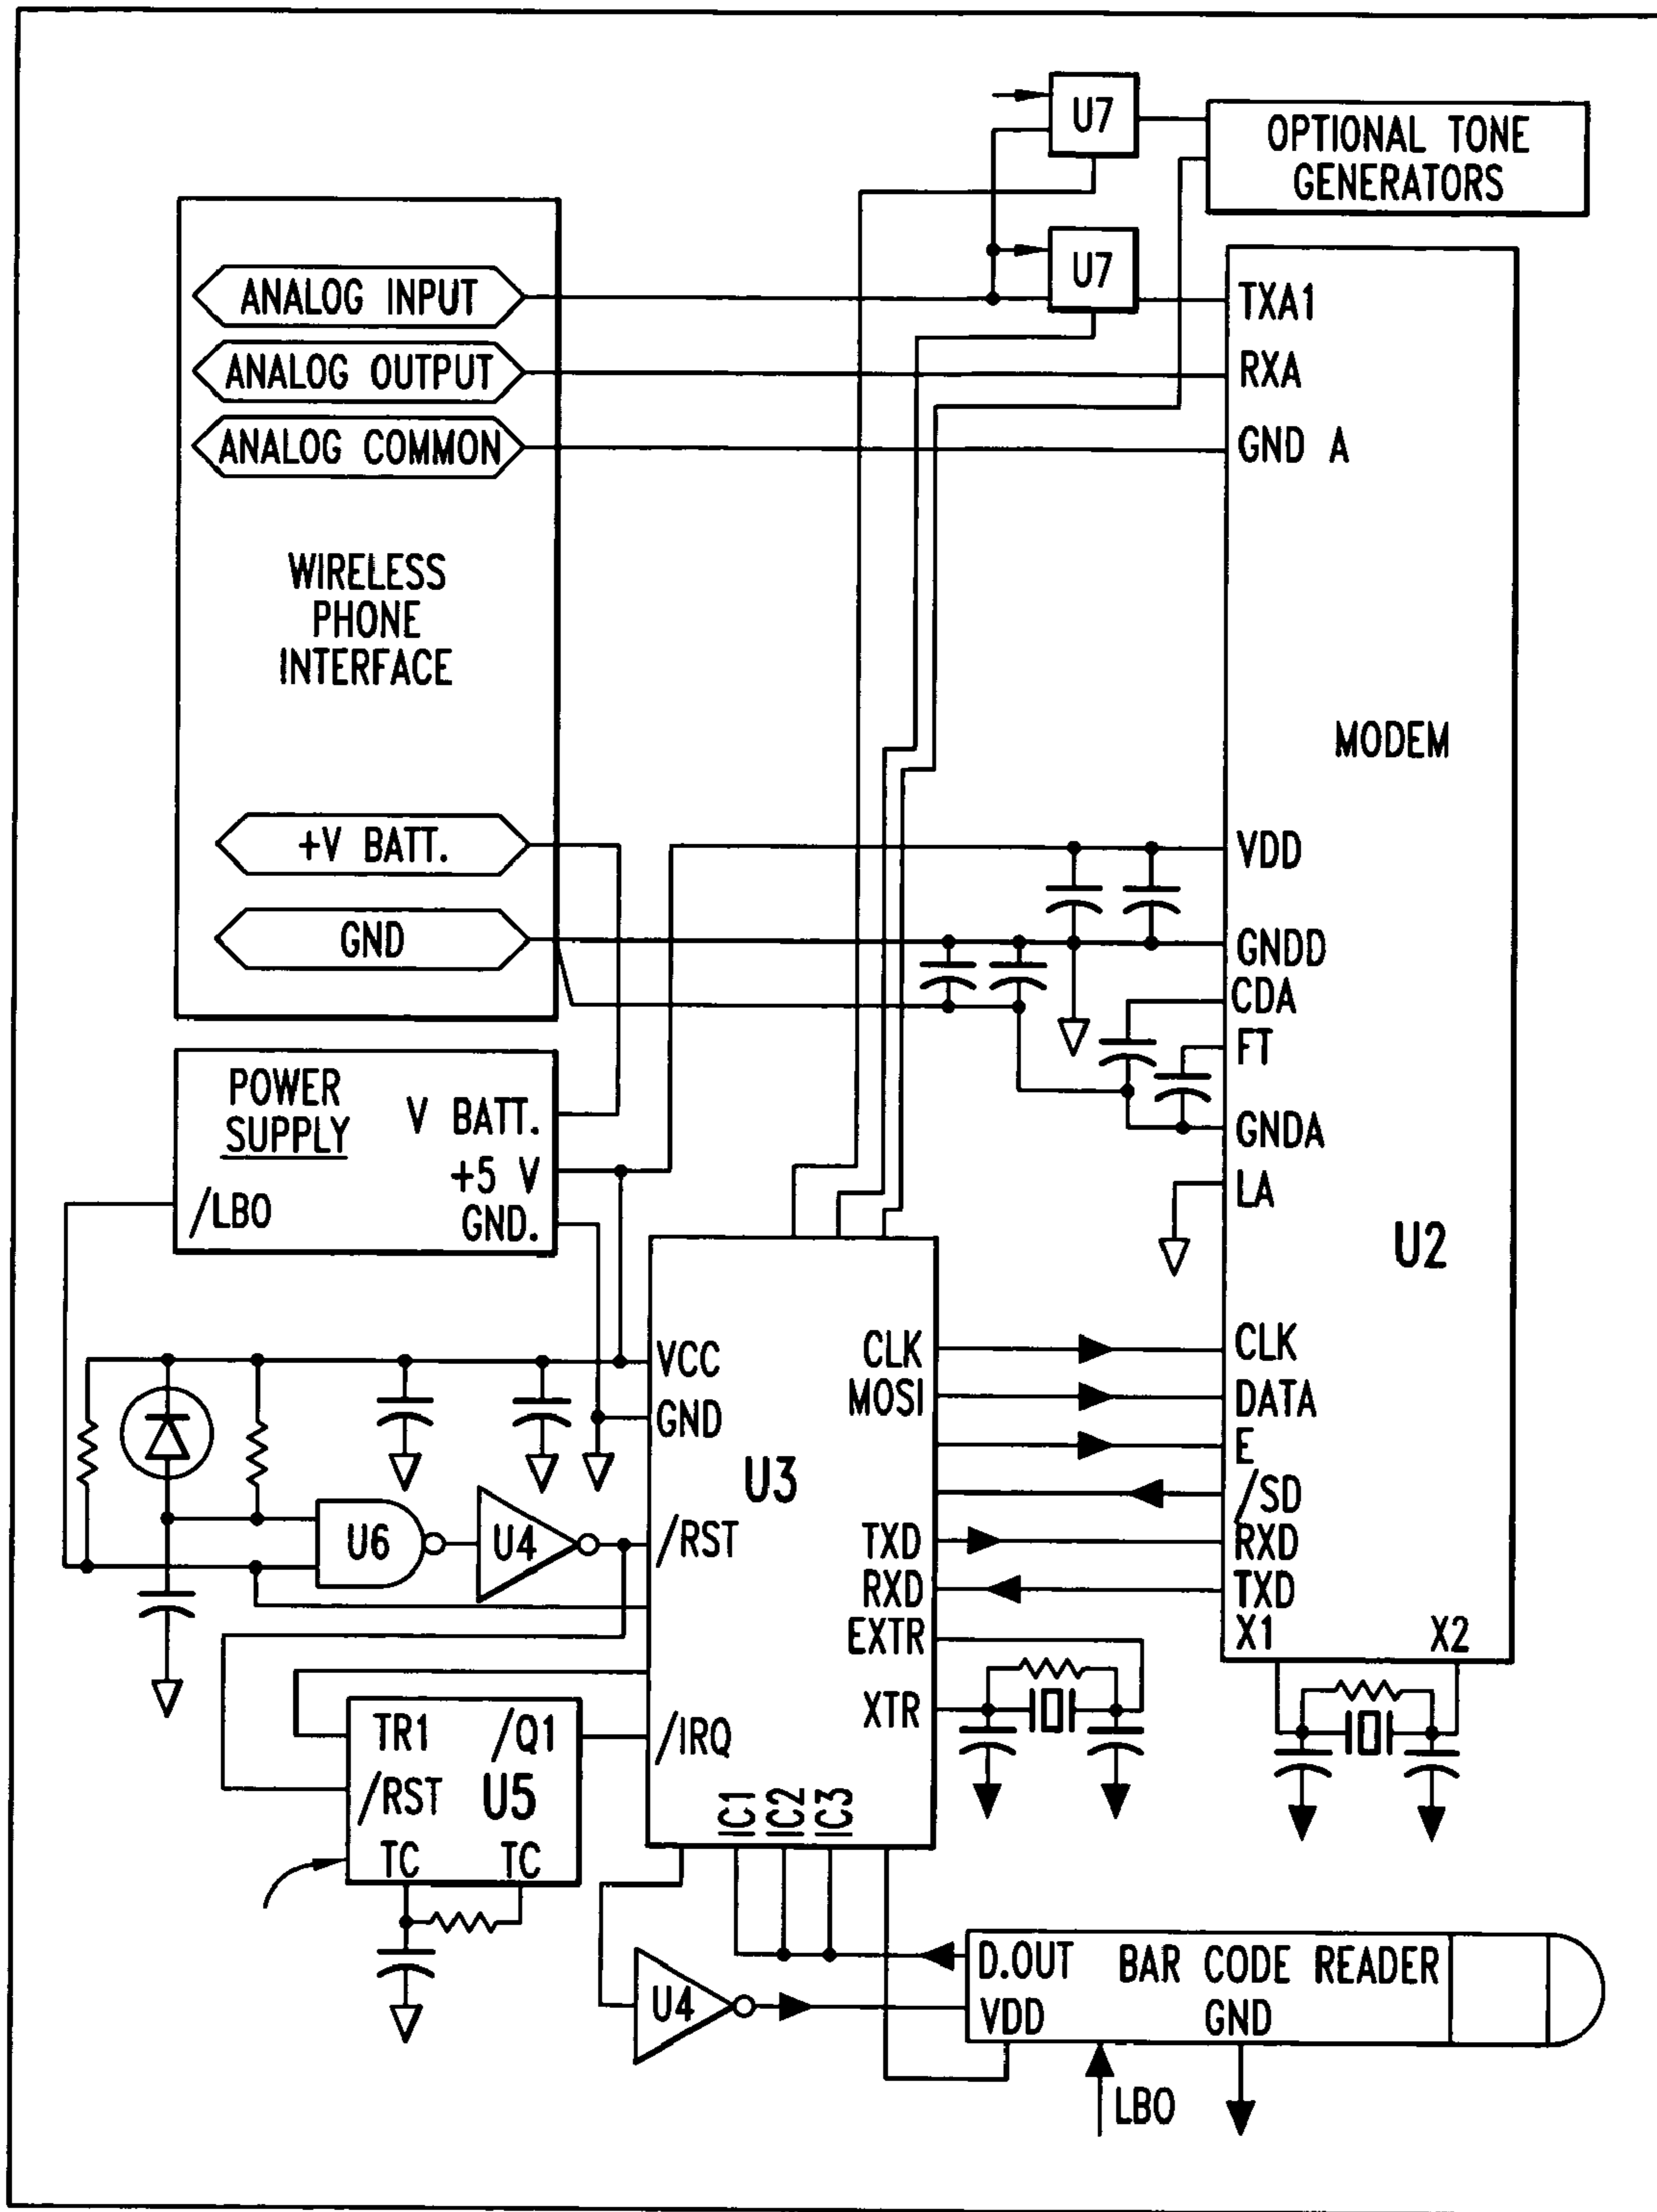 U7
OPTIONAL TONE
GENERATORS
U7
ANALOG INPUT
ANALOG OUTPUT
ANALOG COMMON
WIRELESS
PHONE
INTERFACE
+V BATT.
GND
TXA1
RXA
GND A
MODEM
VDD
GNDD
CDA
FT
GNDA
LA
U2
CLK
DATA
E
/SD
RXD
TXD
X1
X2
POWER
SUPPLY
V BATT.
+5 V
GND.
/LBO
VCC
GND
U3
/RST
/IRQ
CLK
MOSI
TXD
RXD
EXTR
XTR
IC1
IC2
IC3
U6
U4
TR1
/Q1
/RST
U5
TC
TC
U4
D.OUT
BAR CODE READER
VDD
GND
LBO